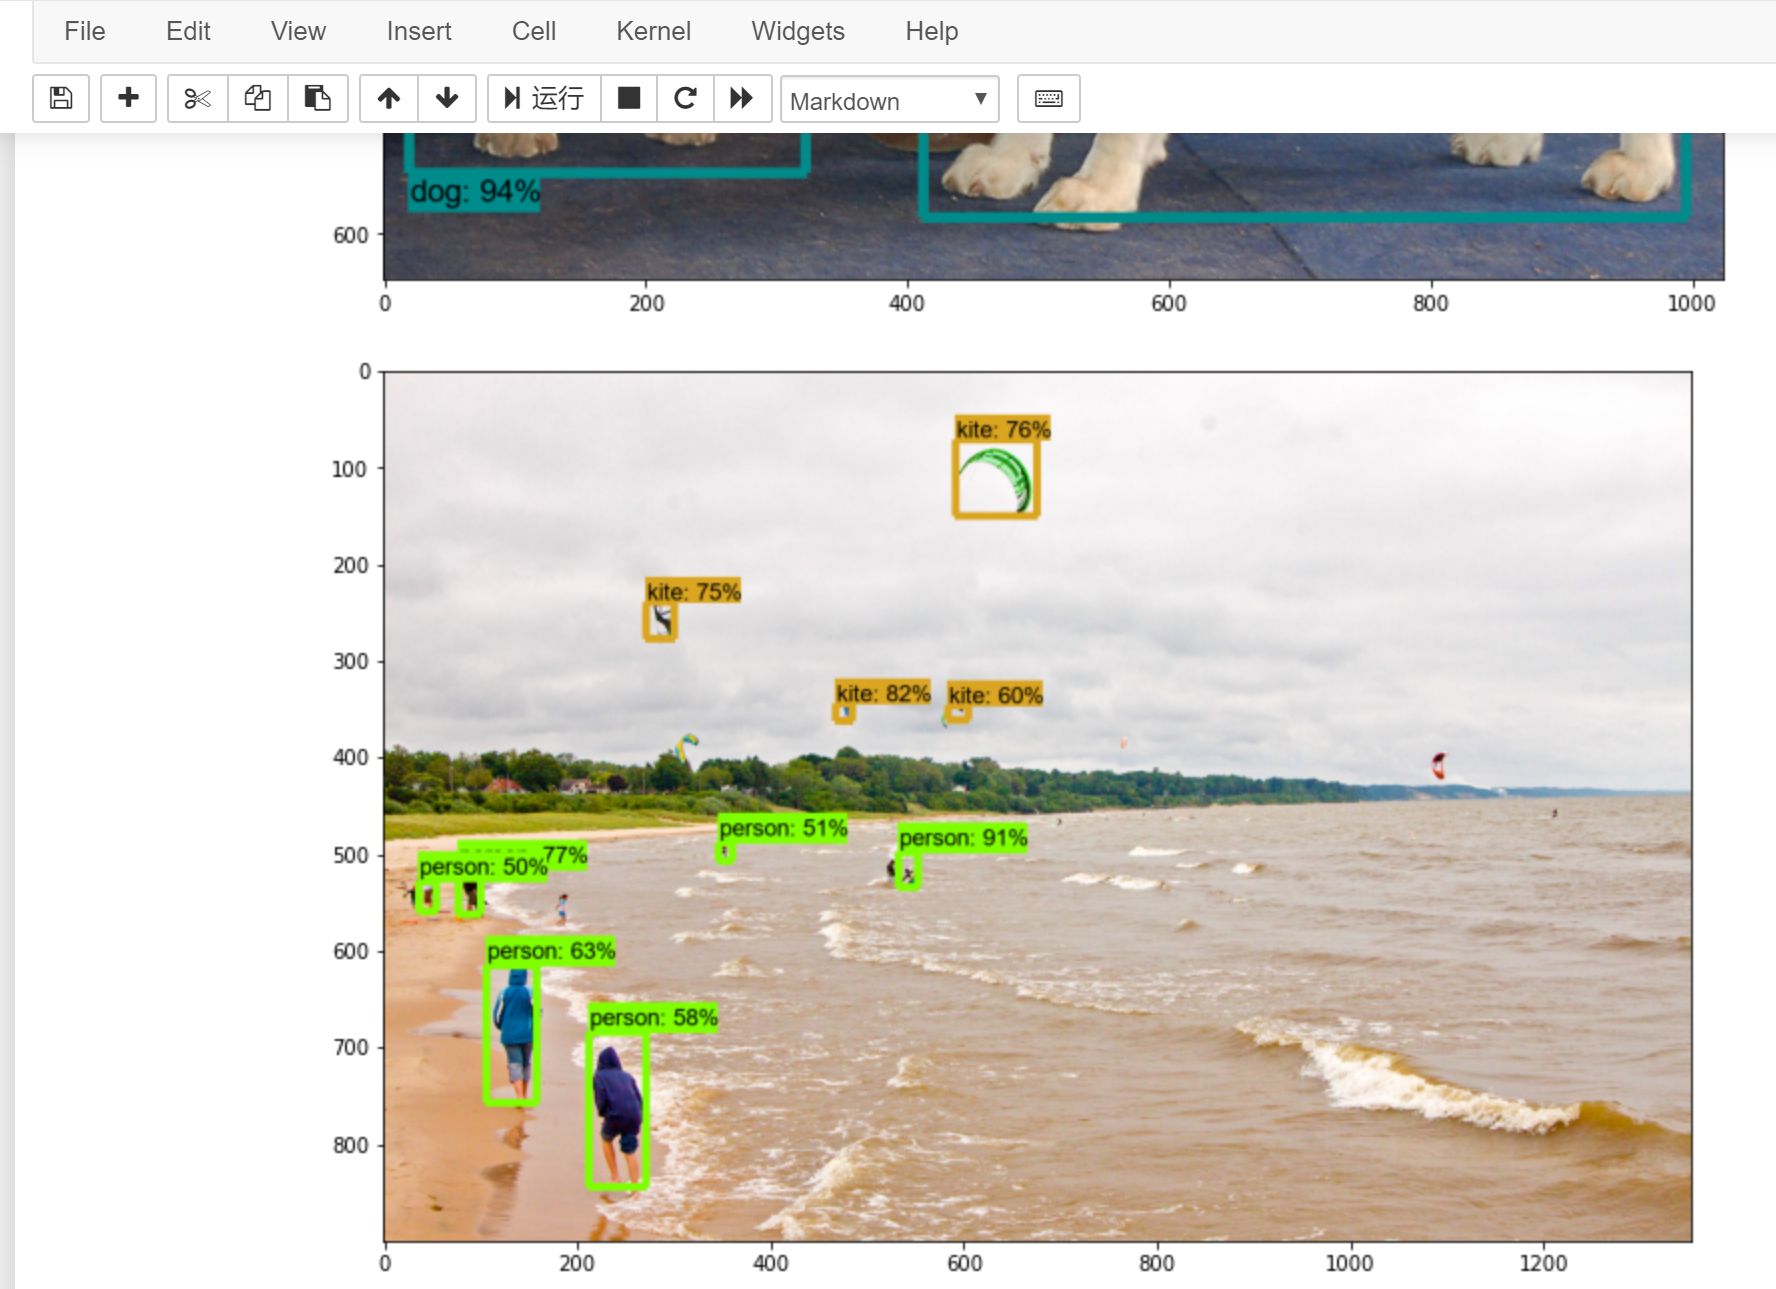 File Edit View Insert Cell Kernel Widgets Help
运行 Markdown
dog: 94%
600
0 200 400 600 800 1000
0
kite: 76%
100
200
kite: 75%
300
kite: 82% kite: 60%
400
person: 51%
person: 91%
500
77%
person: 50%
600
person: 63%
person: 58%
700
800
0 200 400 600 800 1000 1200